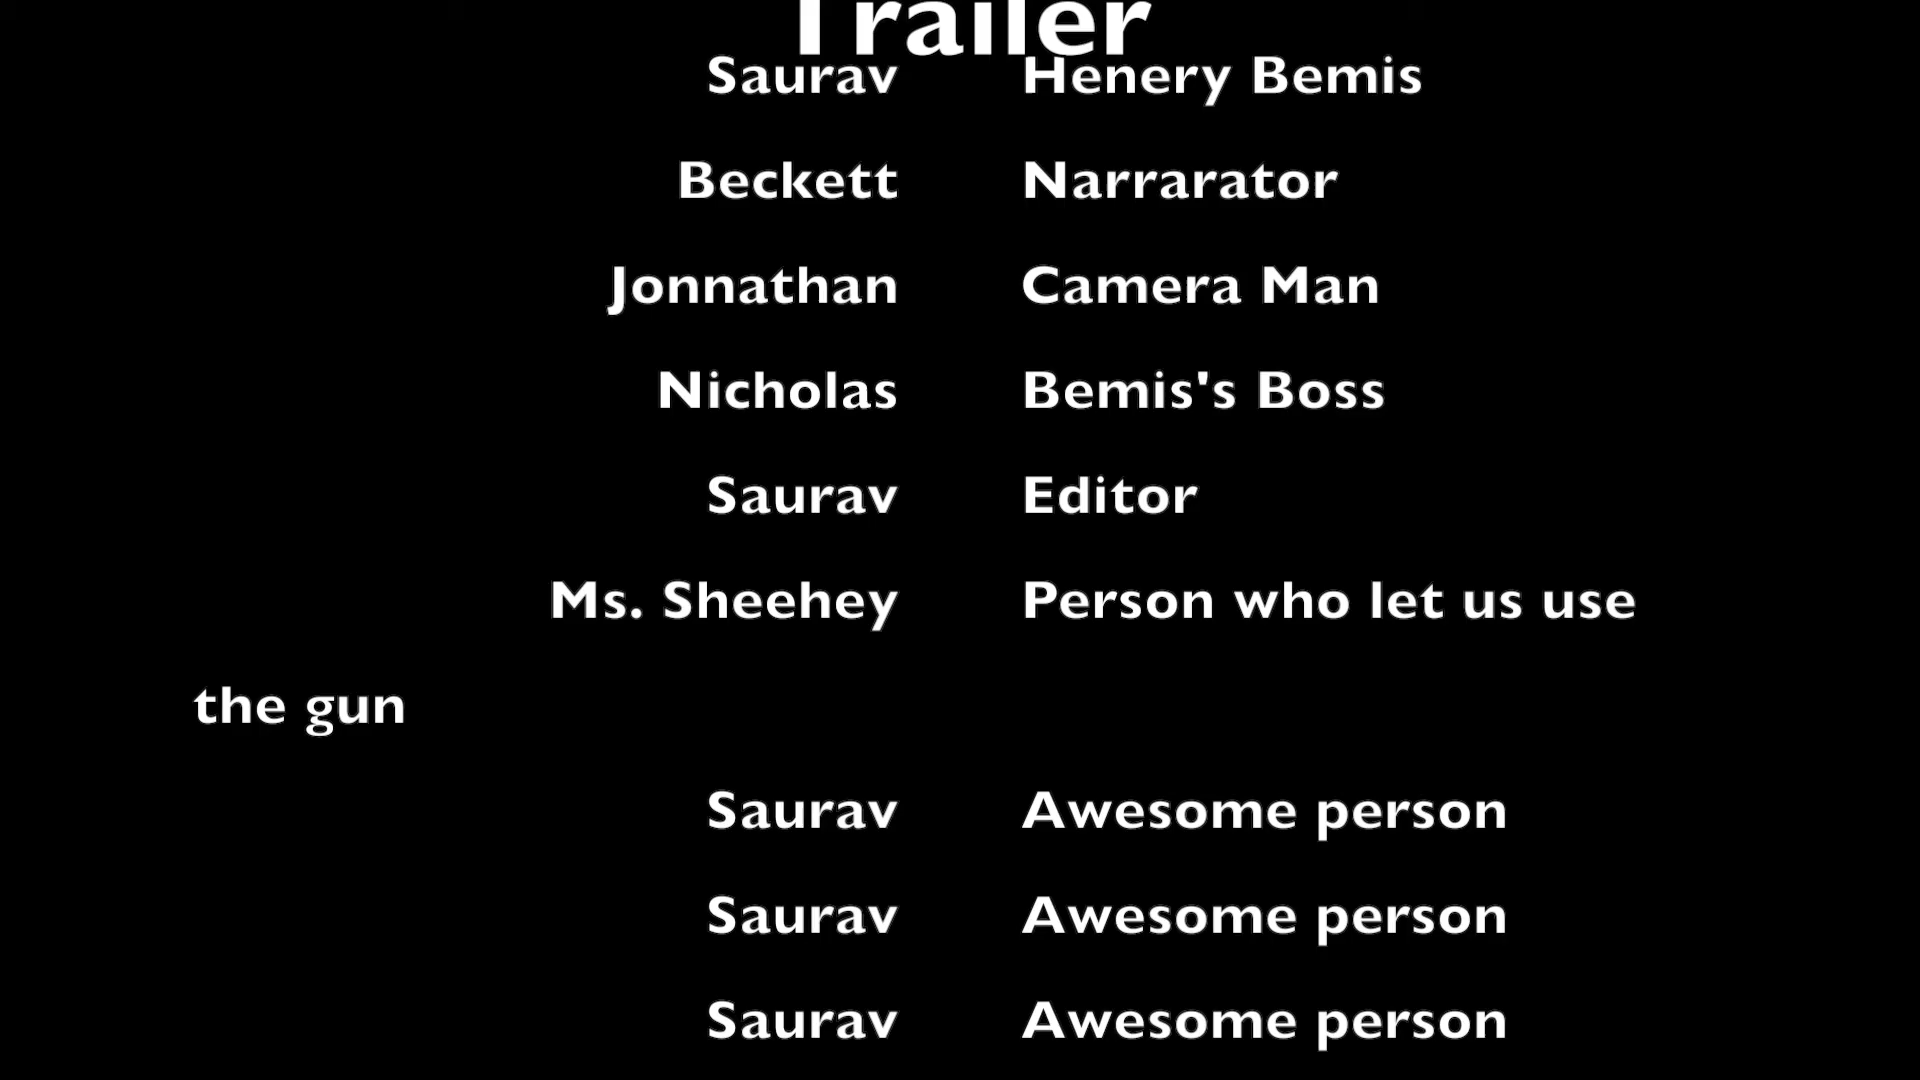 Trailer
Saurav Henery Bemis
Beckett Narrarator
Jonnathan Camera Man
Nicholas Bemis's Boss
Saurav Editor
Ms. Sheehey Person who let us use
the gun
Saurav Awesome person
Saurav Awesome person
Saurav Awesome person